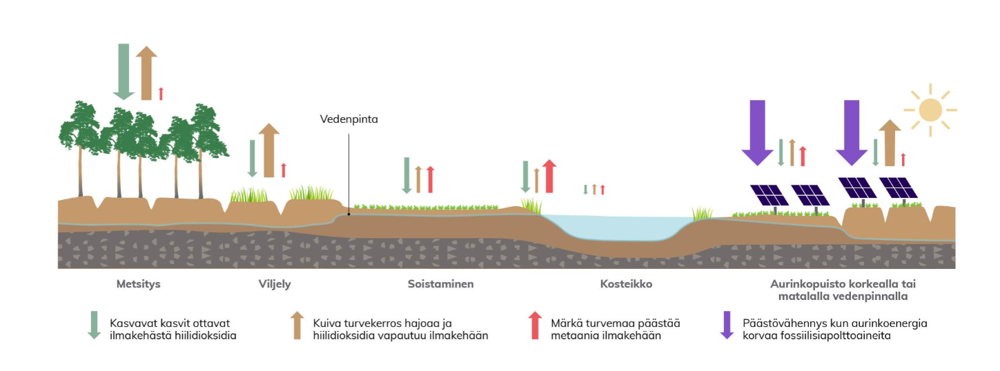 Vedenpinta
Metsitys
Viljely
Soistaminen
Kosteikko
Aurinkopuisto korkealla tai
matalalla vedenpinnalla
Kasvavat kasvit ottavat
ilmakehästä hiilidioksidia
Kuiva turvekerros hajoaa ja
hiilidioksidia vapautuu ilmakehään
Märkä turvemaa päästää
metaania ilmakehään
Päästövähennys kun aurinkoenergia
korvaa fossiilisiapolttoaineita